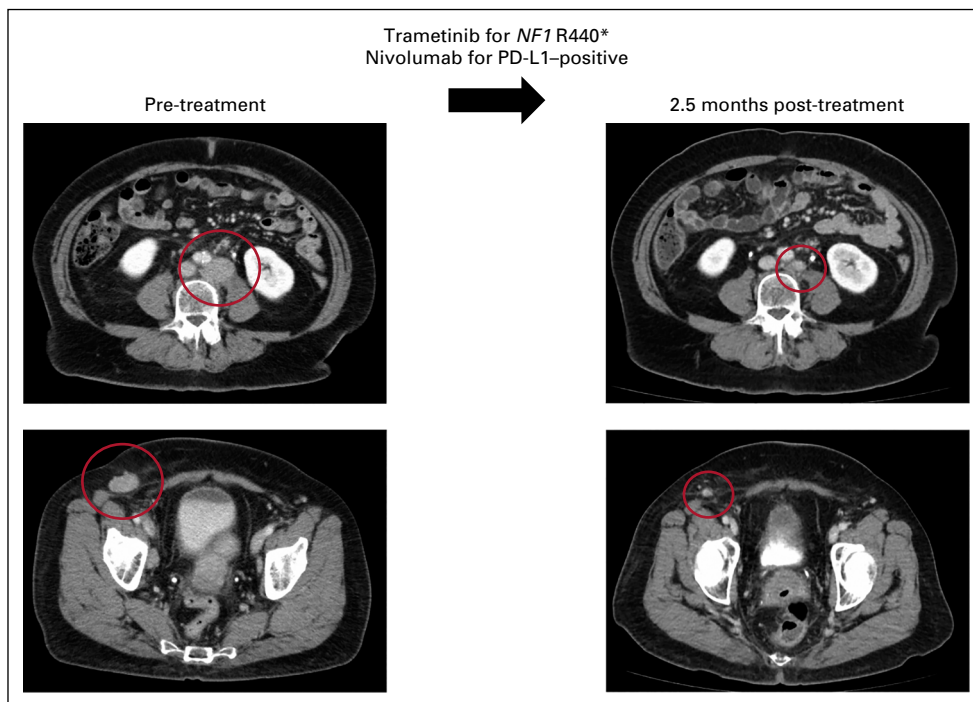 Trametinib for NF1 R440*
Nivolumab for PD-L1–positive
Pre-treatment
2.5 months post-treatment